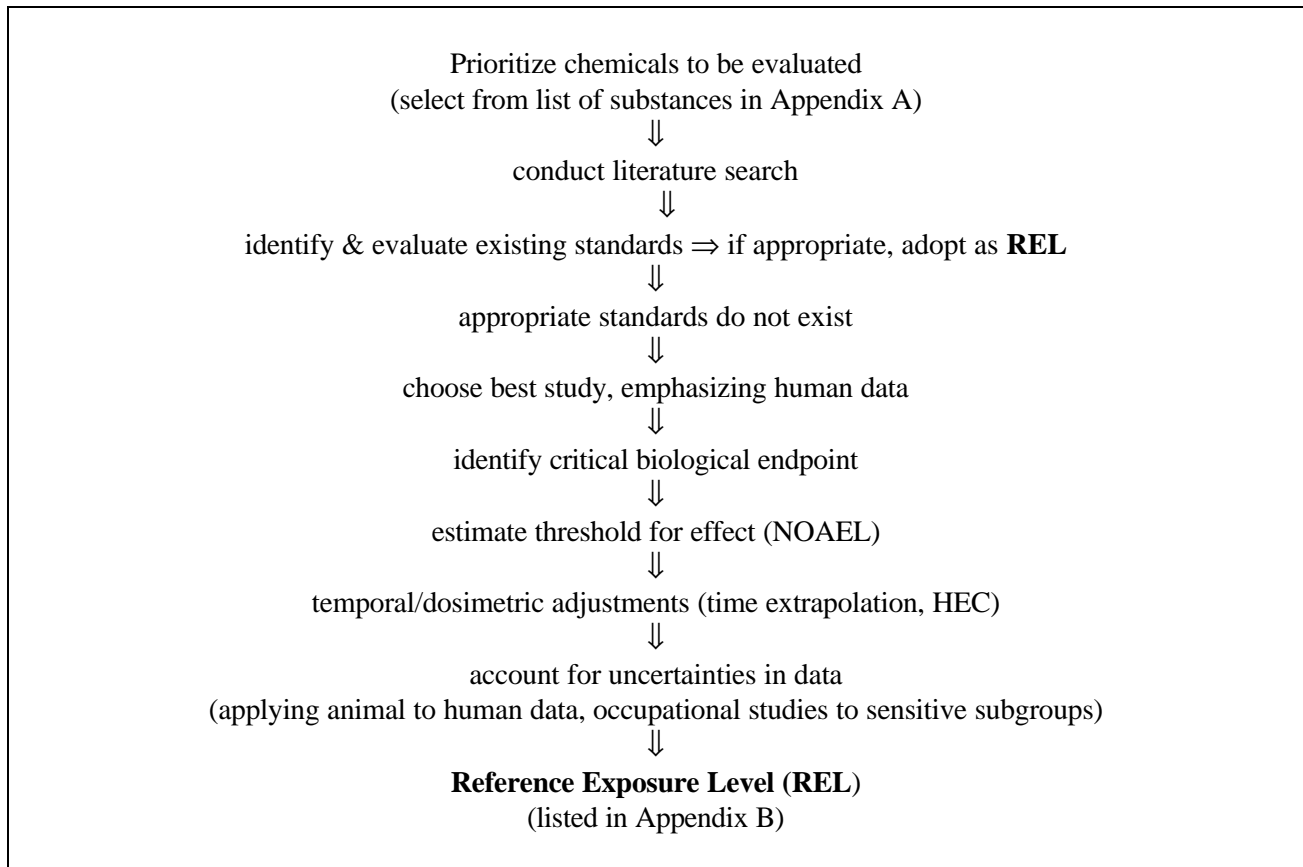 Prioritize chemicals to be evaluated
(select from list of substances in Appendix A)
⇓
conduct literature search
⇓
identify & evaluate existing standards ⇒ if appropriate, adopt as REL
⇓
appropriate standards do not exist
⇓
choose best study, emphasizing human data
⇓
identify critical biological endpoint
⇓
estimate threshold for effect (NOAEL)
⇓
temporal/dosimetric adjustments (time extrapolation, HEC)
⇓
account for uncertainties in data
(applying animal to human data, occupational studies to sensitive subgroups)
⇓
Reference Exposure Level (REL)
(listed in Appendix B)